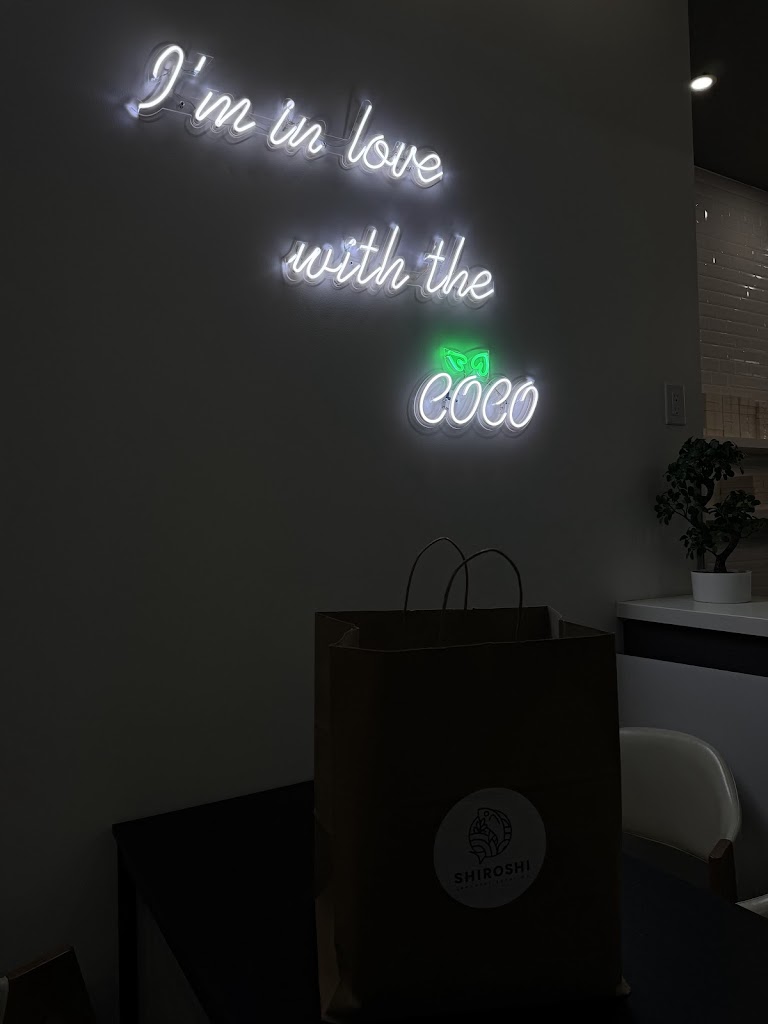 I'm in love
with the
coco
SHIROSHI